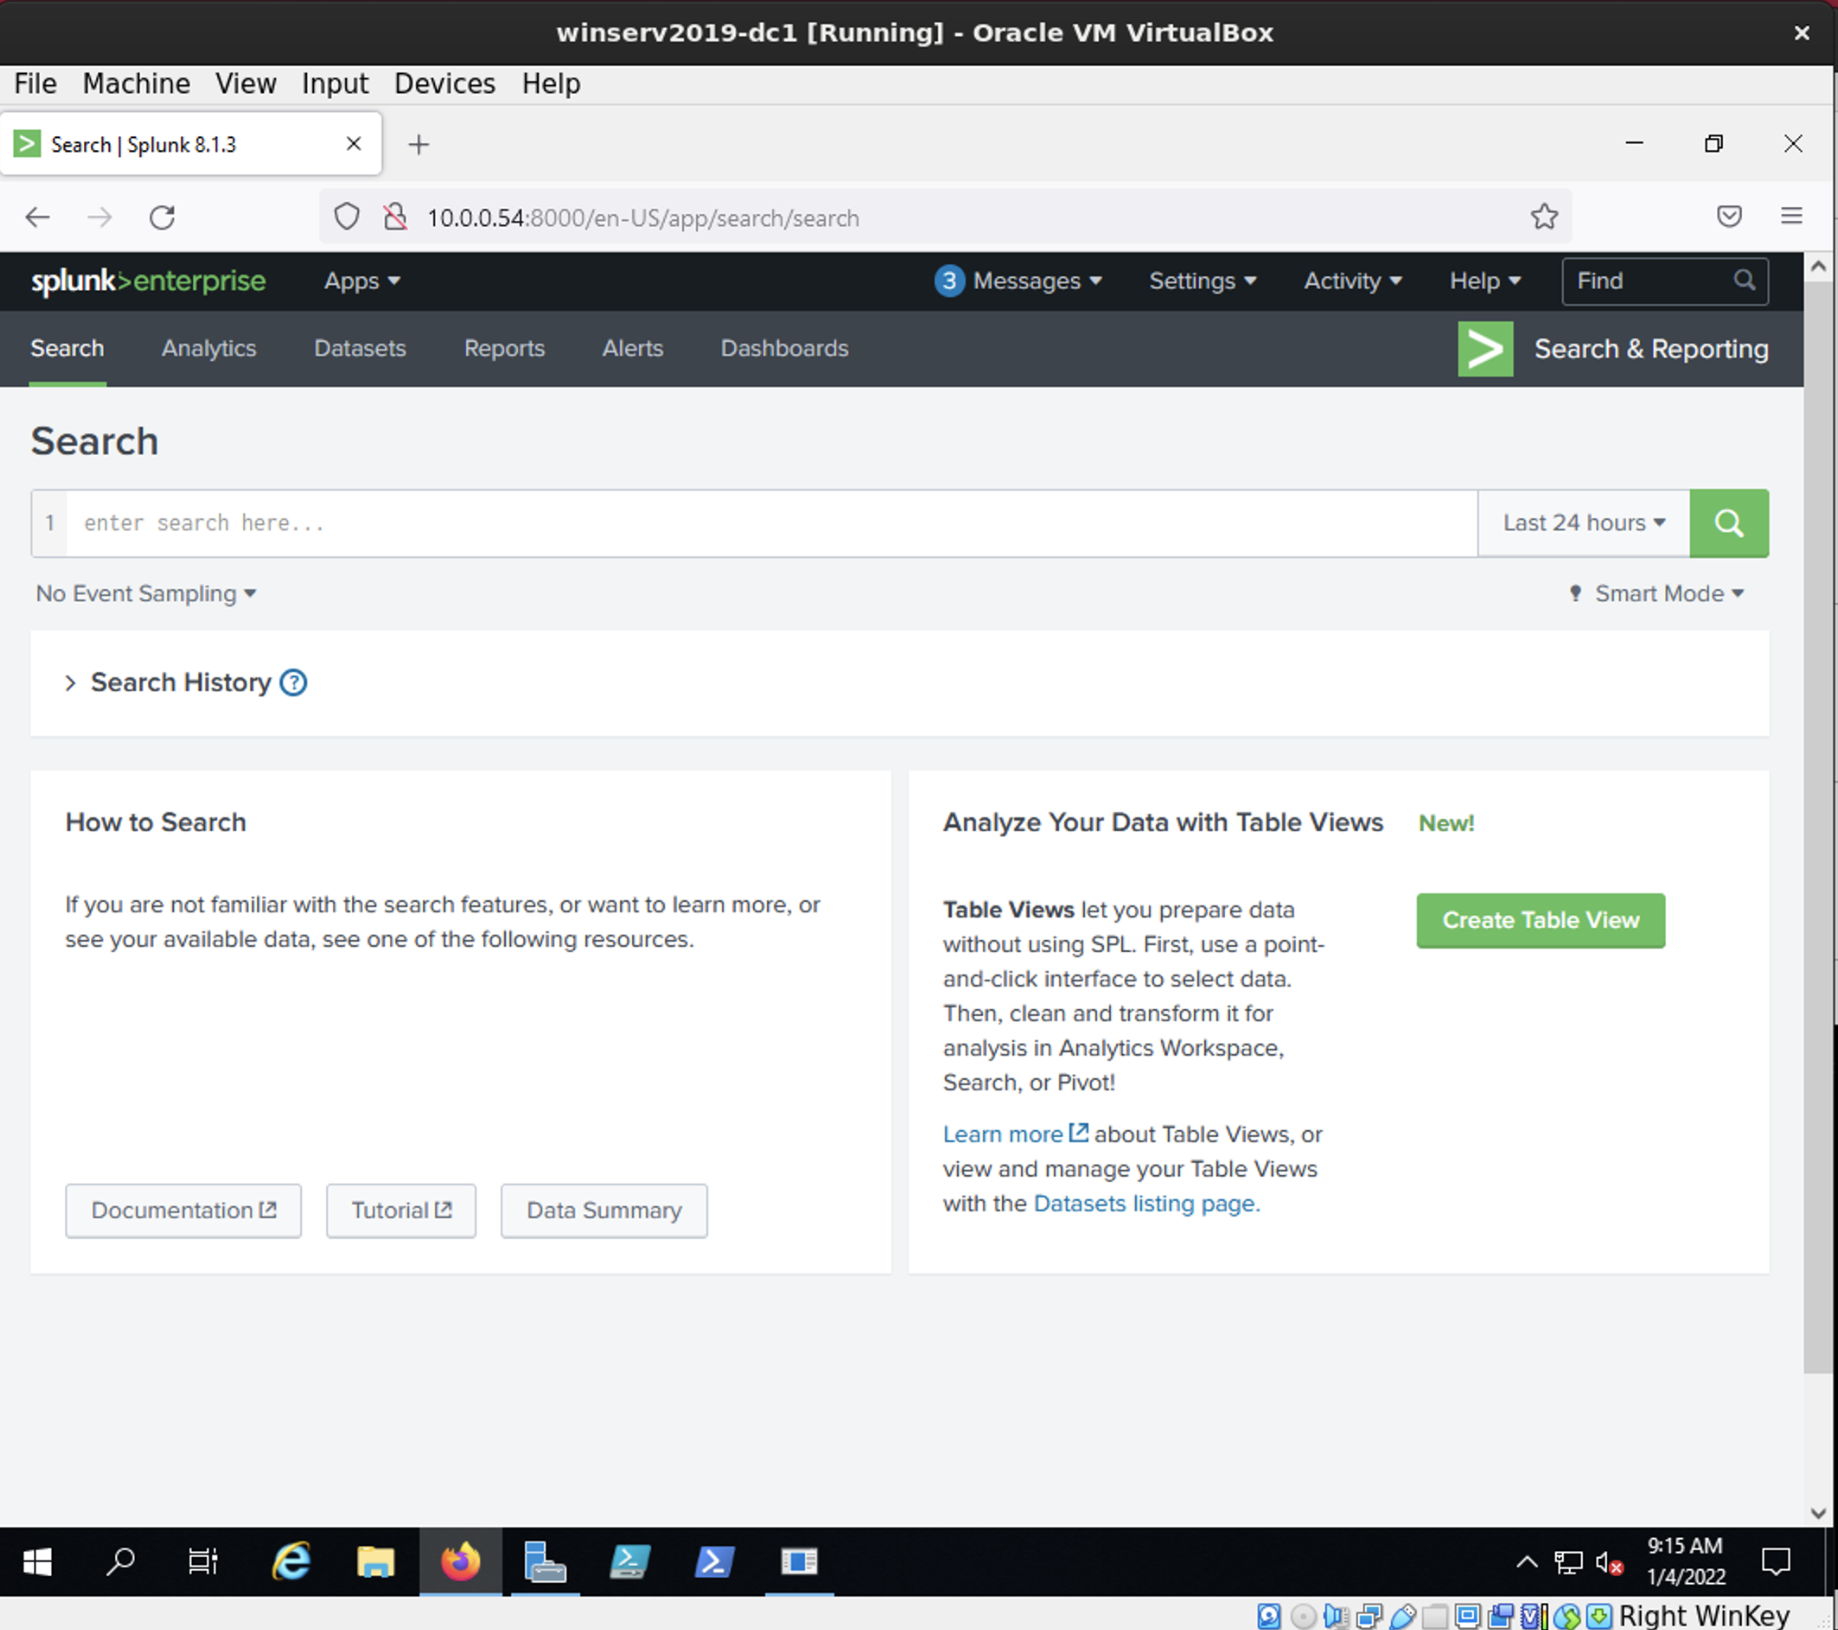 winserv2019-dc1 [Running] - Oracle VM VirtualBox
File Machine View Input Devices Help
Search | Splunk 8.1.3
10.0.0.54:8000/en-US/app/search/search
splunk>enterprise Apps 3 Messages Settings Activity Help Find
Search Analytics Datasets Reports Alerts Dashboards Search & Reporting
Search
1 enter search here... Last 24 hours
No Event Sampling Smart Mode
Search History ?
How to Search
If you are not familiar with the search features, or want to learn more, or
see your available data, see one of the following resources.
Documentation Tutorial Data Summary
Analyze Your Data with Table Views New!
Table Views let you prepare data
without using SPL. First, use a point-
and-click interface to select data.
Then, clean and transform it for
analysis in Analytics Workspace,
Search, or Pivot!
Create Table View
Learn more about Table Views, or
view and manage your Table Views
with the Datasets listing page.
9:15 AM
1/4/2022
Right WinKey